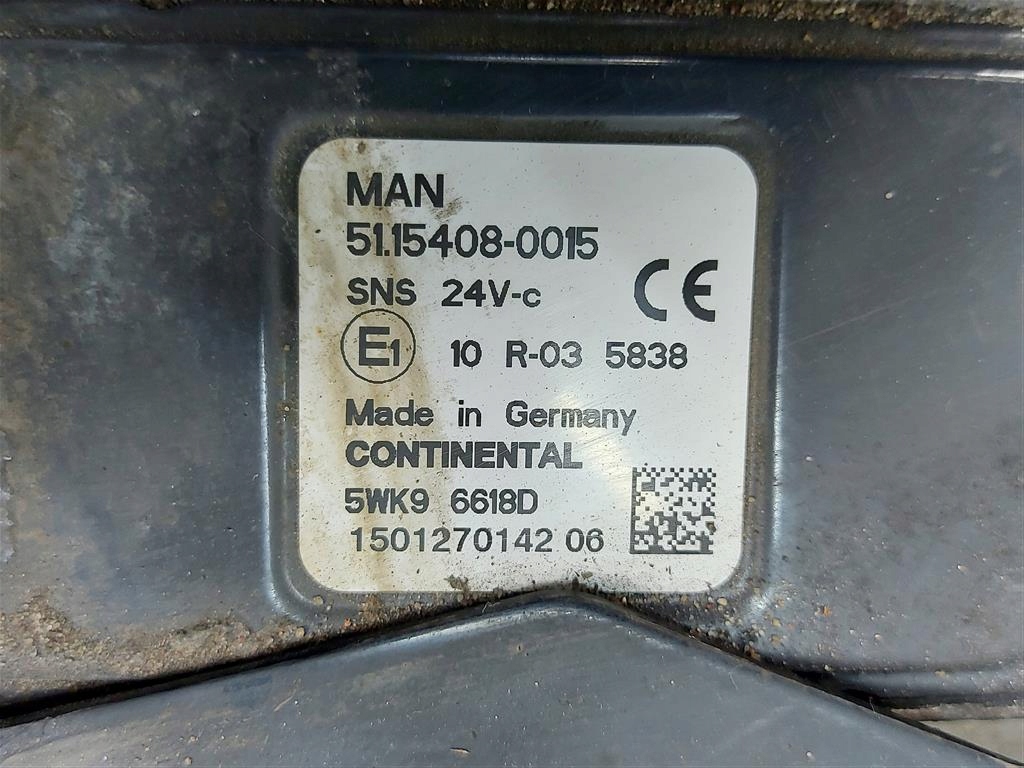 MAN
51.15408-0015
SNS 24V-c
CE
E1 10 R-03 5838
Made in Germany
CONTINENTAL
5WK9 6618D
1501270142 06